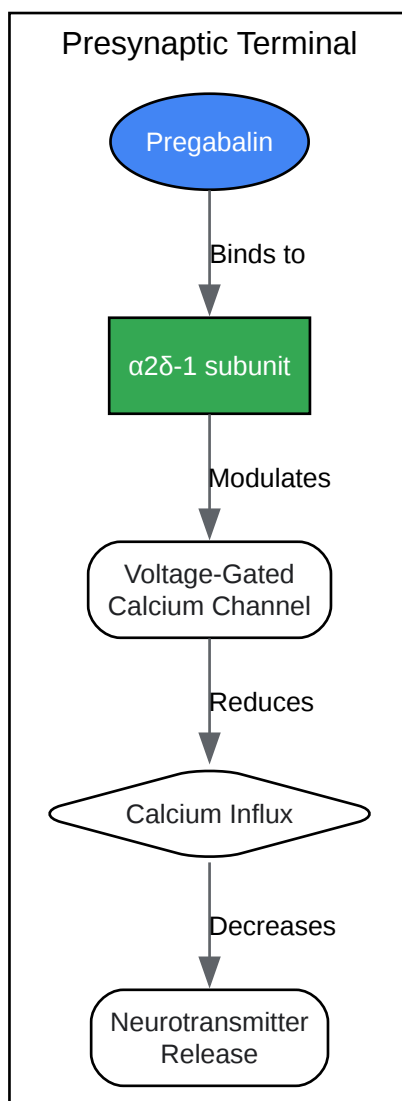 Presynaptic Terminal
Pregabalin
Binds to
α2δ-1 subunit
Modulates
Voltage-Gated
Calcium Channel
Reduces
Calcium Influx
Decreases
Neurotransmitter
Release